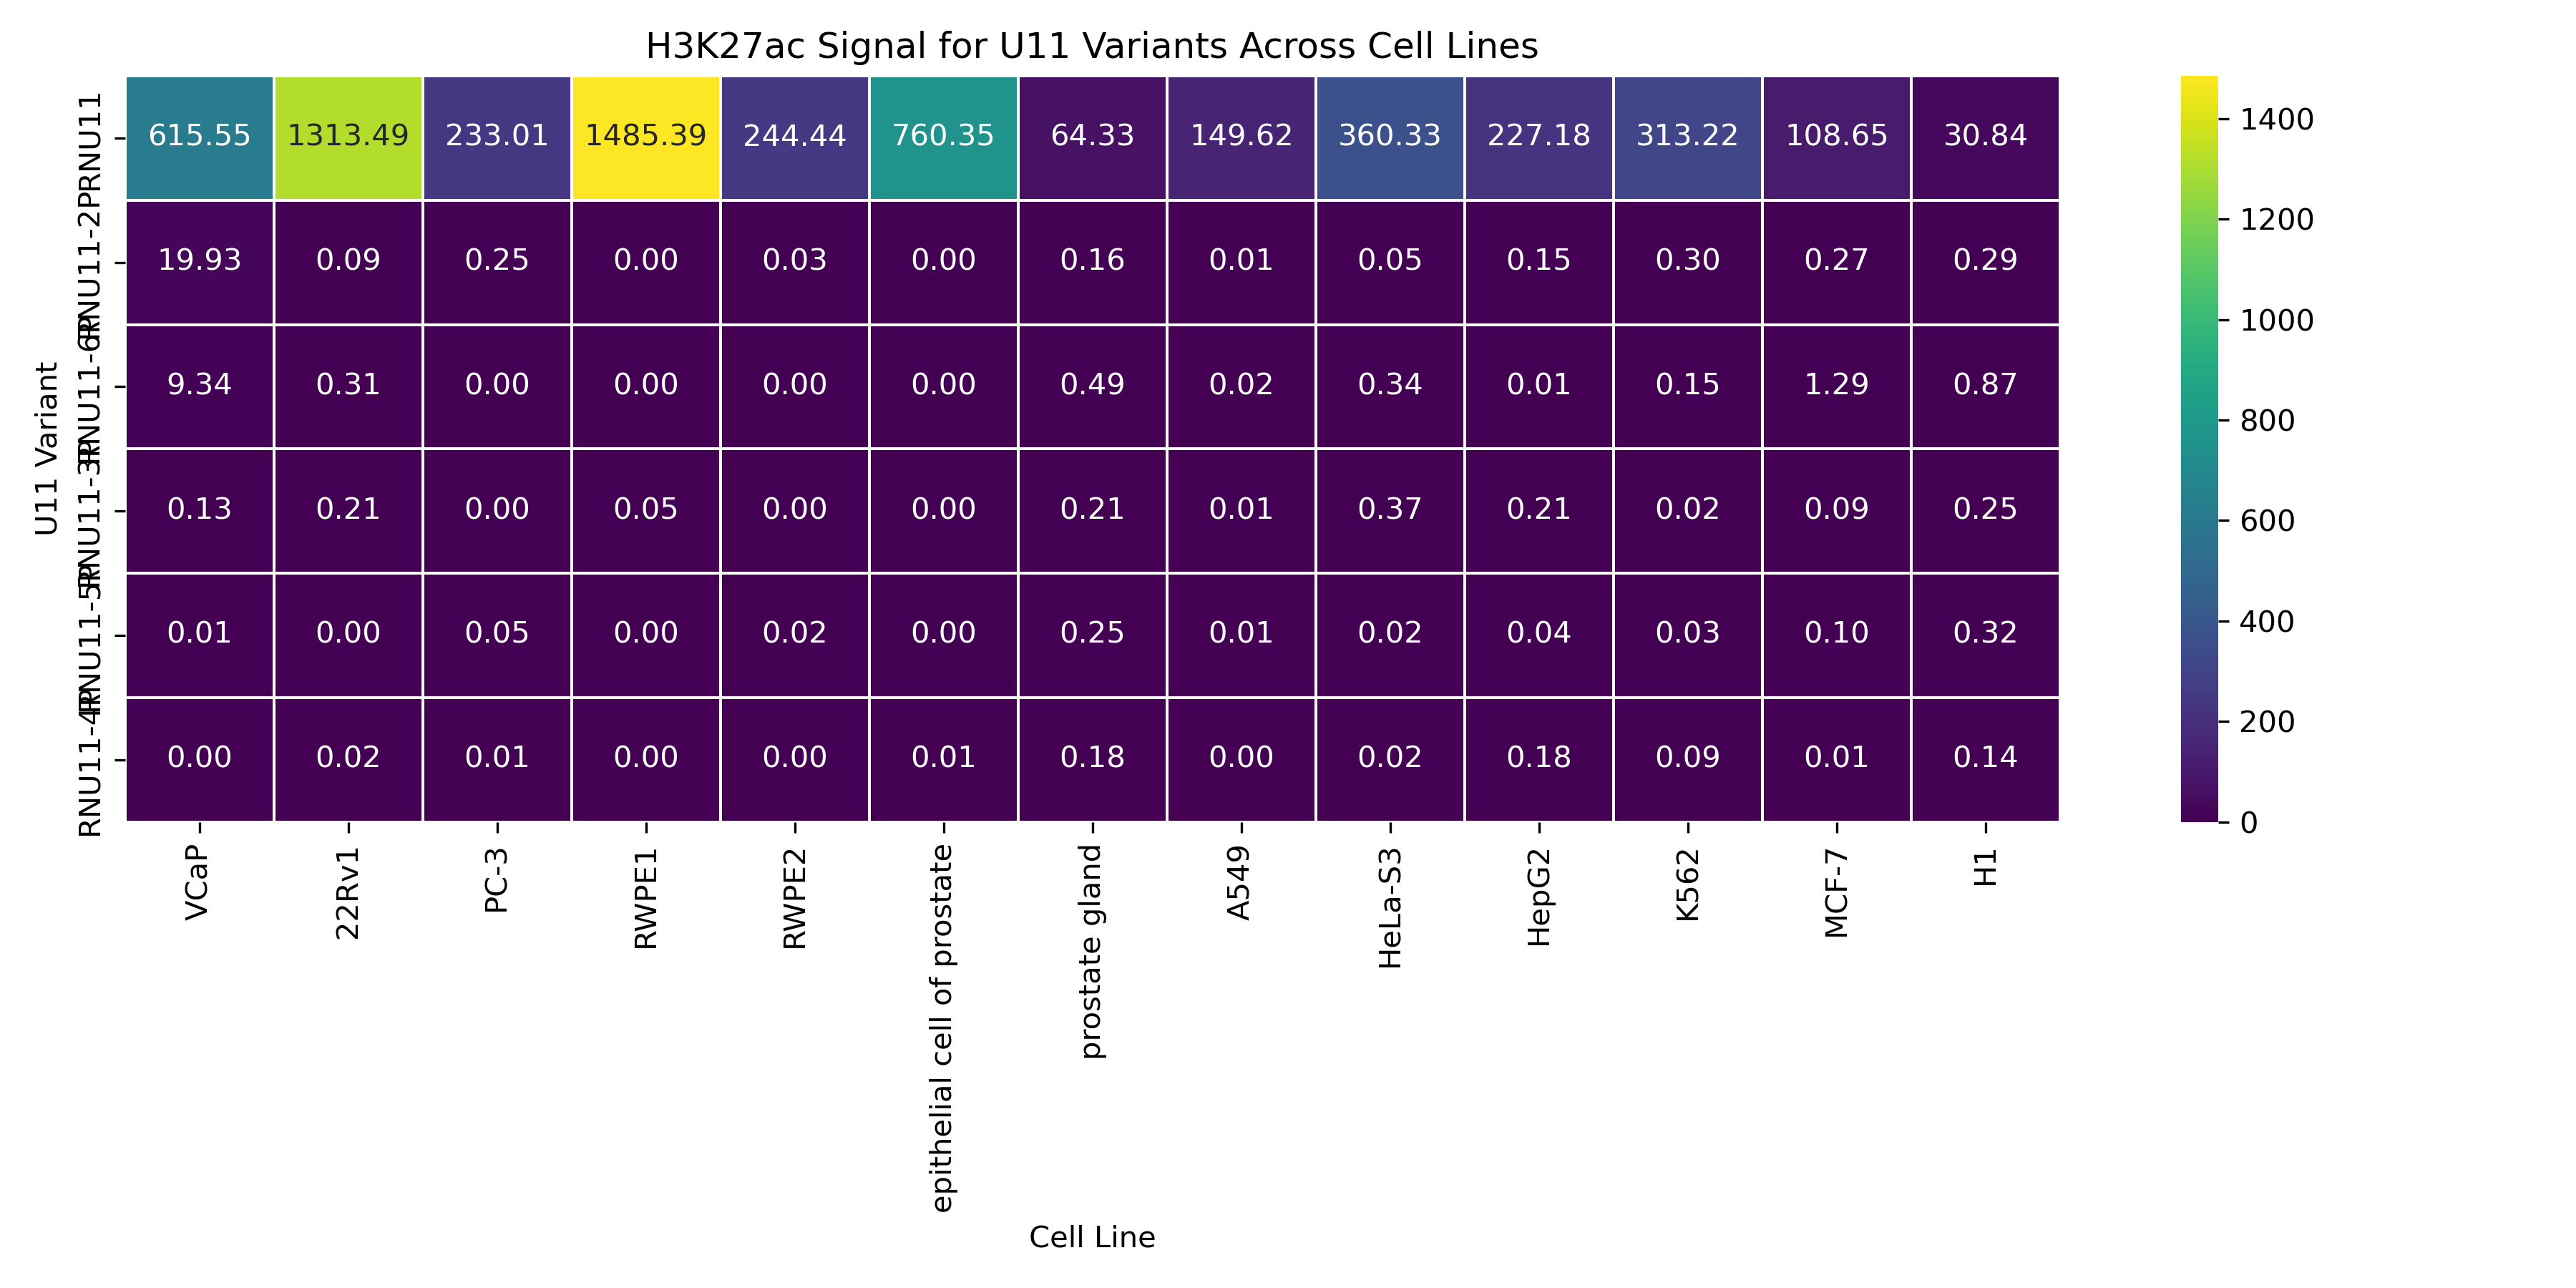 H3K27ac Signal for U11 Variants Across Cell Lines
U11 Variant
RNU11 615.55 1313.49 233.01 1485.39 244.44 760.35 64.33 149.62 360.33 227.18 313.22 108.65 30.84
RNU11-2P 19.93 0.09 0.25 0.00 0.03 0.00 0.16 0.01 0.05 0.15 0.30 0.27 0.29
RNU11-6P 9.34 0.31 0.00 0.00 0.00 0.00 0.49 0.02 0.34 0.01 0.15 1.29 0.87
RNU11-3P 0.13 0.21 0.00 0.05 0.00 0.00 0.21 0.01 0.37 0.21 0.02 0.09 0.25
RNU11-5P 0.01 0.00 0.05 0.00 0.02 0.00 0.25 0.01 0.02 0.04 0.03 0.10 0.32
RNU11-4P 0.00 0.02 0.01 0.00 0.00 0.01 0.18 0.00 0.02 0.18 0.09 0.01 0.14
VCaP 22Rv1 PC-3 RWPE1 RWPE2 epithelial cell of prostate prostate gland A549 HeLa-S3 HepG2 K562 MCF-7 H1
Cell Line
1400
1200
1000
800
600
400
200
0